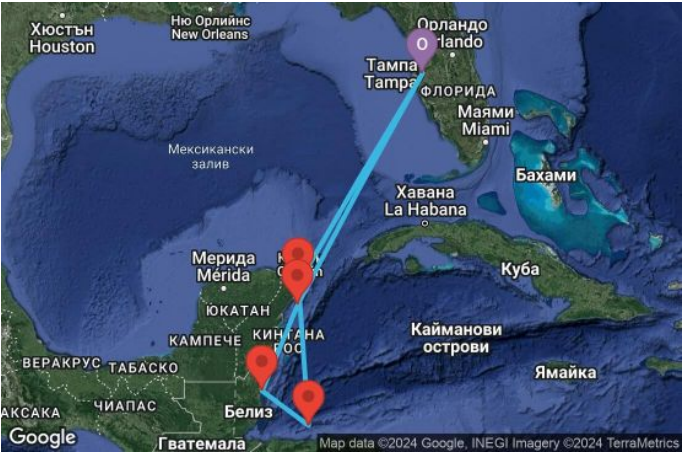 Хюстън
Houston
Ню Орлийнс
New Orleans
Орландо
rlando
O
Тампа
Tampa
ФЛОРИДА
Маями
Miami
Мексикански
залив
Бахами
Хавана
La Habana
Мерида
Mérida
Куба
ЮКАТАН
КАМПЕЧЕ
КИНТАНА
РОО
Кайманови
острови
ВЕРАКРУС
ТАБАСКО
Ямайка
АКСАКА
ЧИАПАС
Белиз
Гватемала
Google
Map data ©2024 Google, INEGI Imagery ©2024 TerraMetrics